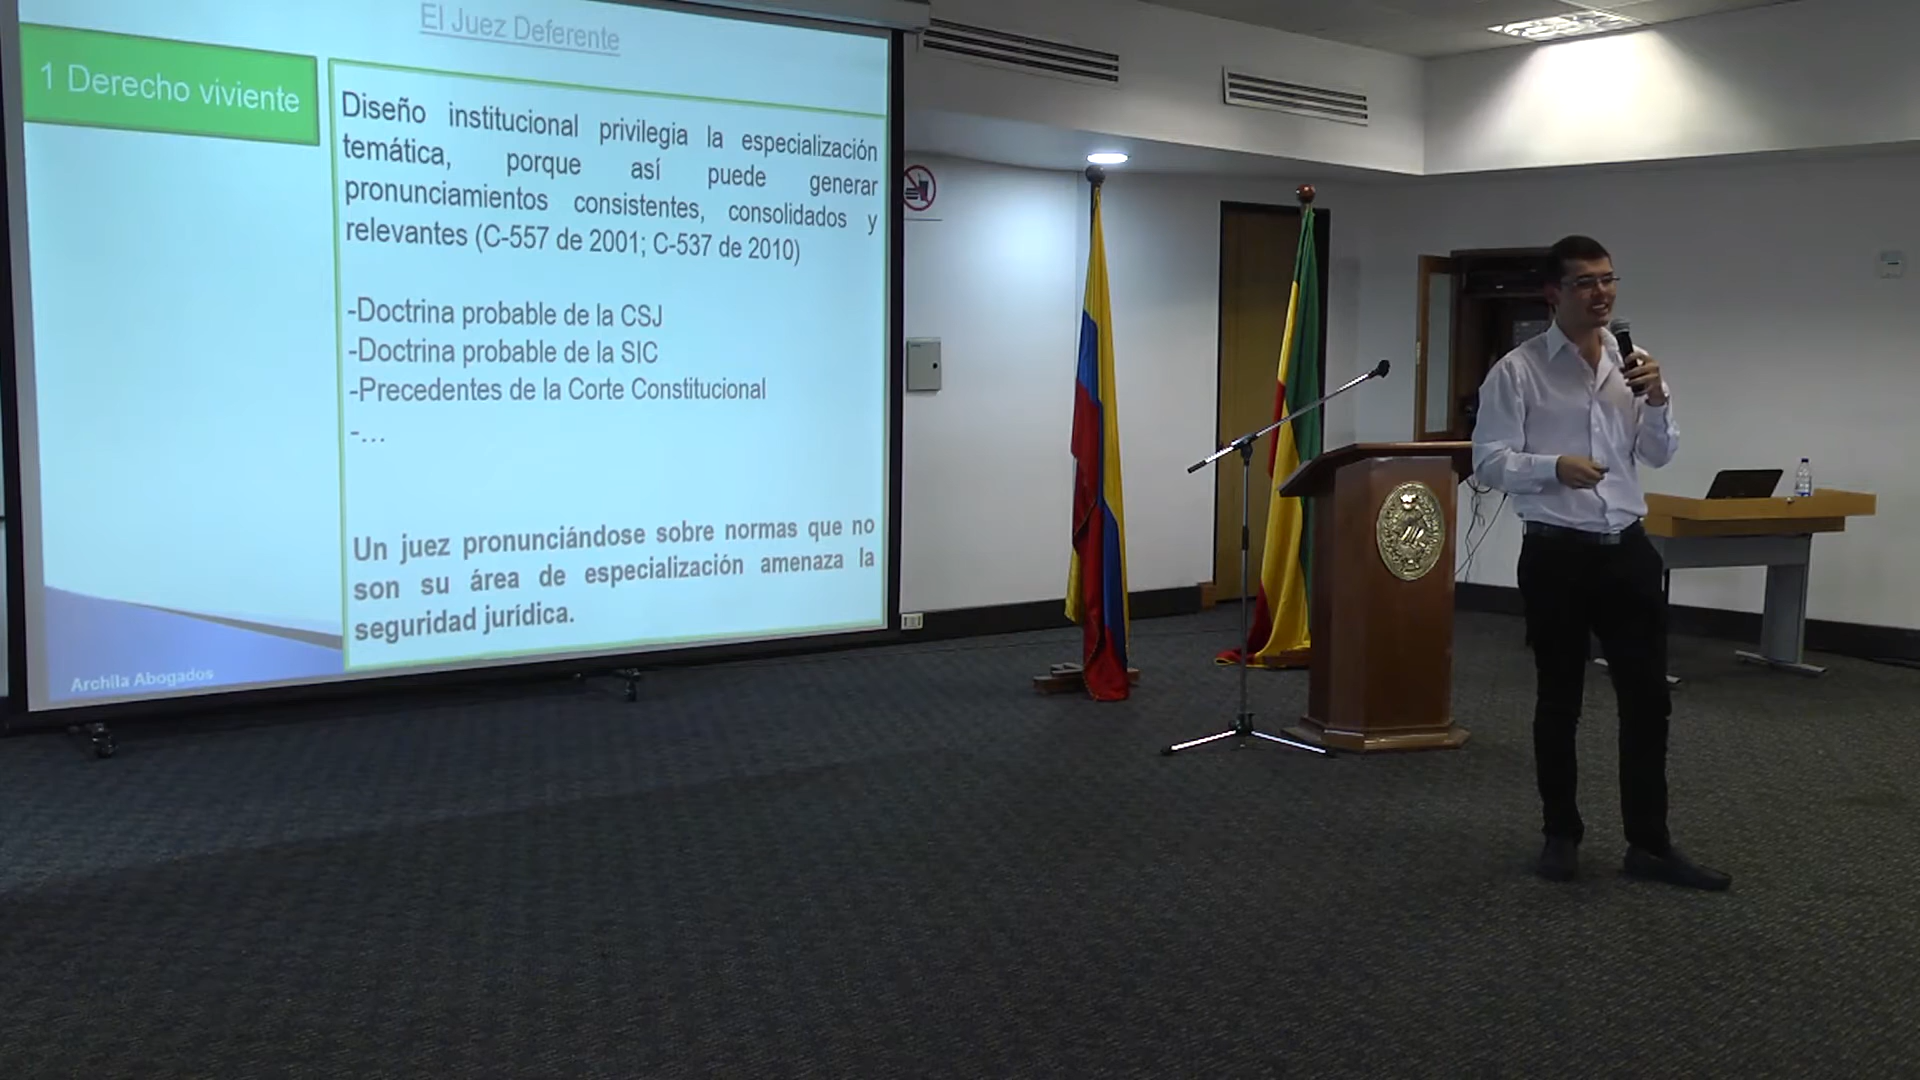 El Juez Deferente
1 Derecho viviente
Diseño institucional privilegia la especialización
temática, porque así puede generar
pronunciamientos consistentes, consolidados y
relevantes (C-557 de 2001; C-537 de 2010)
-Doctrina probable de la CSJ
-Doctrina probable de la SIC
-Precedentes de la Corte Constitucional
-...
Un juez pronunciándose sobre normas que no
son su área de especialización amenaza la
seguridad jurídica.
Archila Abogados